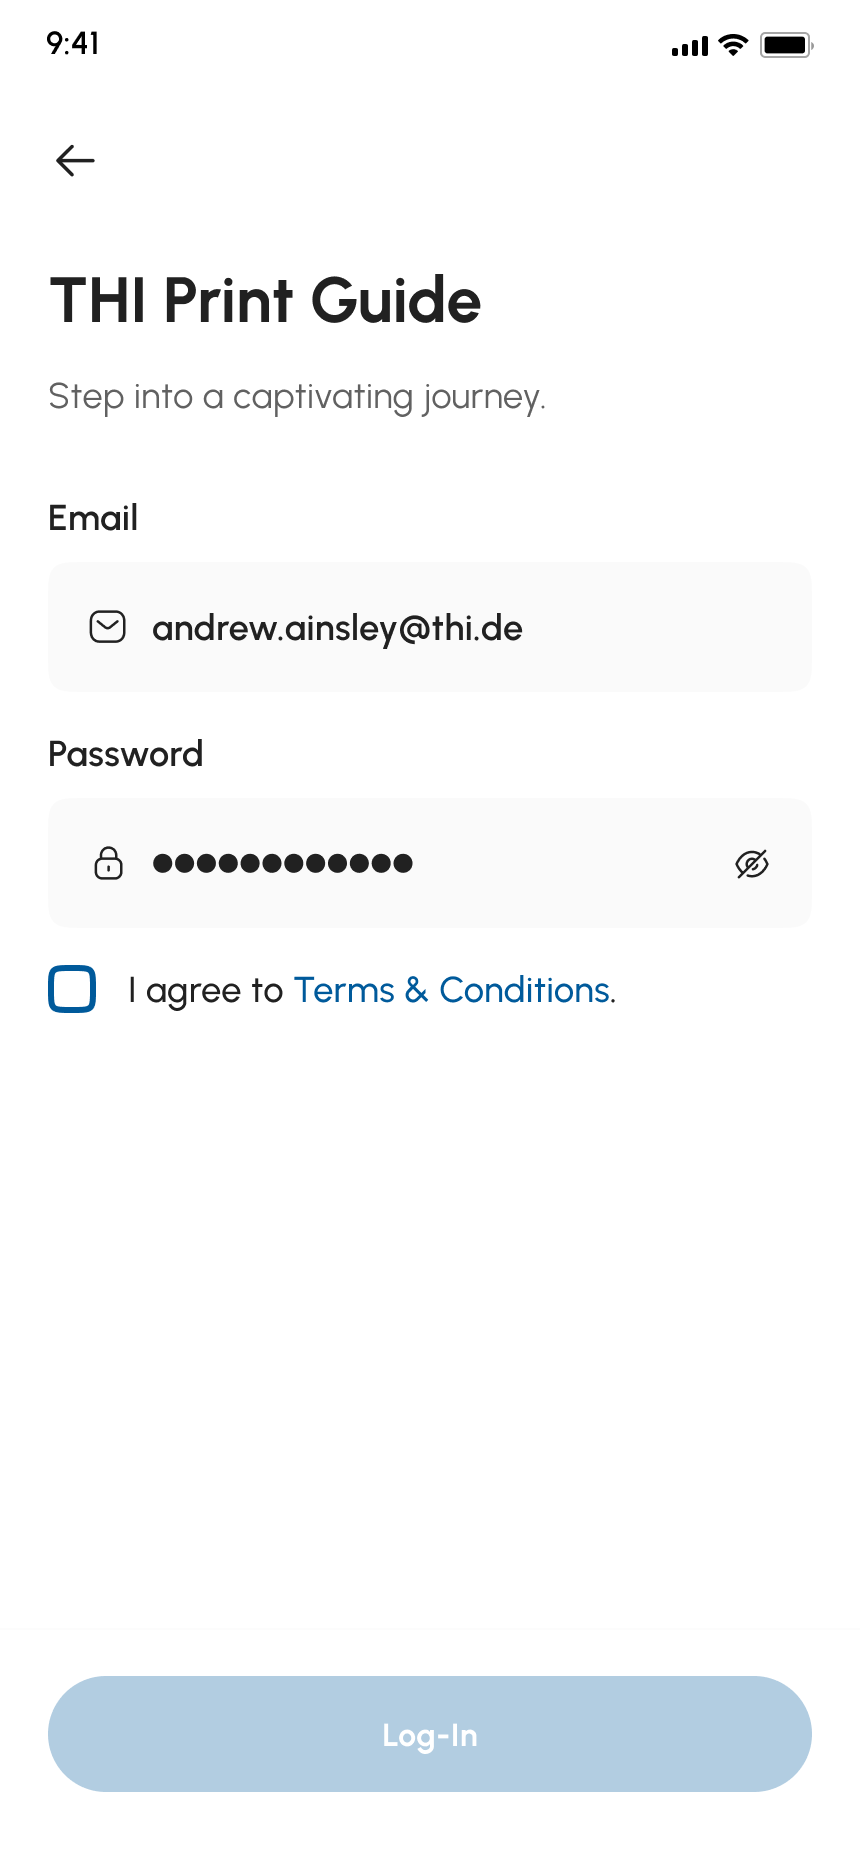 9:41
THI Print Guide
Step into a captivating journey.
Email
andrew.ainsley@thi.de
Password
●●●●●●●●●●●●
I agree to Terms & Conditions.
Log-In